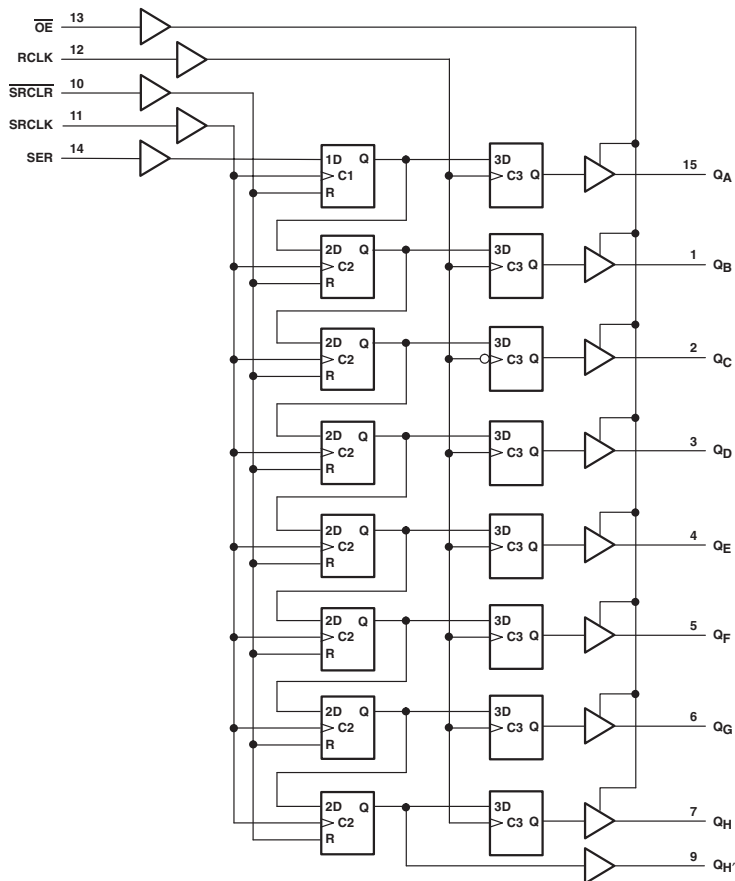 OE 13
RCLK 12
SRCLR 10
SRCLK 11
SER 14
1D Q 3D
C1 C3 Q 15 QA
R
2D Q 3D
C2 C3 Q 1 QB
R
2D Q 3D
C2 C3 Q 2 QC
R
2D Q 3D
C2 C3 Q 3 QD
R
2D Q 3D
C2 C3 Q 4 QE
R
2D Q 3D
C2 C3 Q 5 QF
R
2D Q 3D
C2 C3 Q 6 QG
R
2D Q 3D
C2 C3 Q 7 QH
R
9 QH'